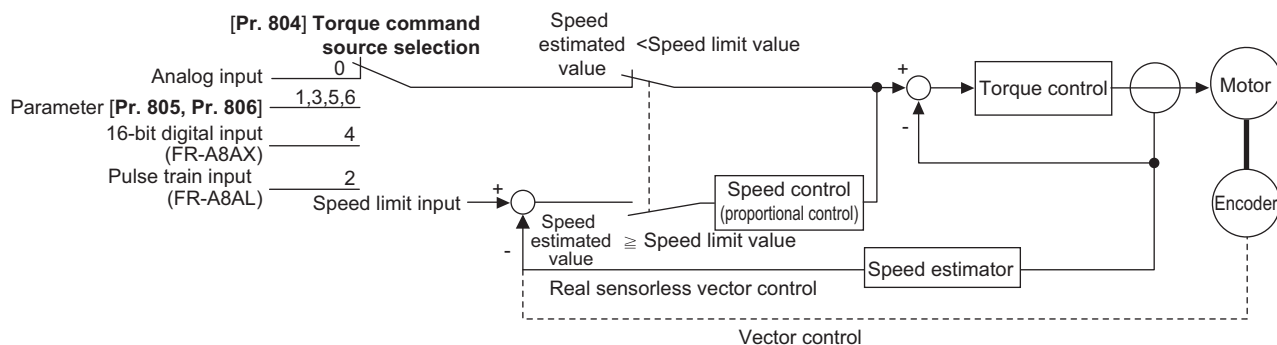 [Pr. 804] Torque command
source selection
Speed
estimated
value
<Speed limit value
Analog input
0
Parameter [Pr. 805, Pr. 806]
1,3,5,6
16-bit digital input
(FR-A8AX)
4
Pulse train input
(FR-A8AL)
2
Speed limit input
+
-
Speed
estimated
value
≧ Speed limit value
Speed control
(proportional control)
+
-
Torque control
Motor
Encoder
Speed estimator
Real sensorless vector control
Vector control